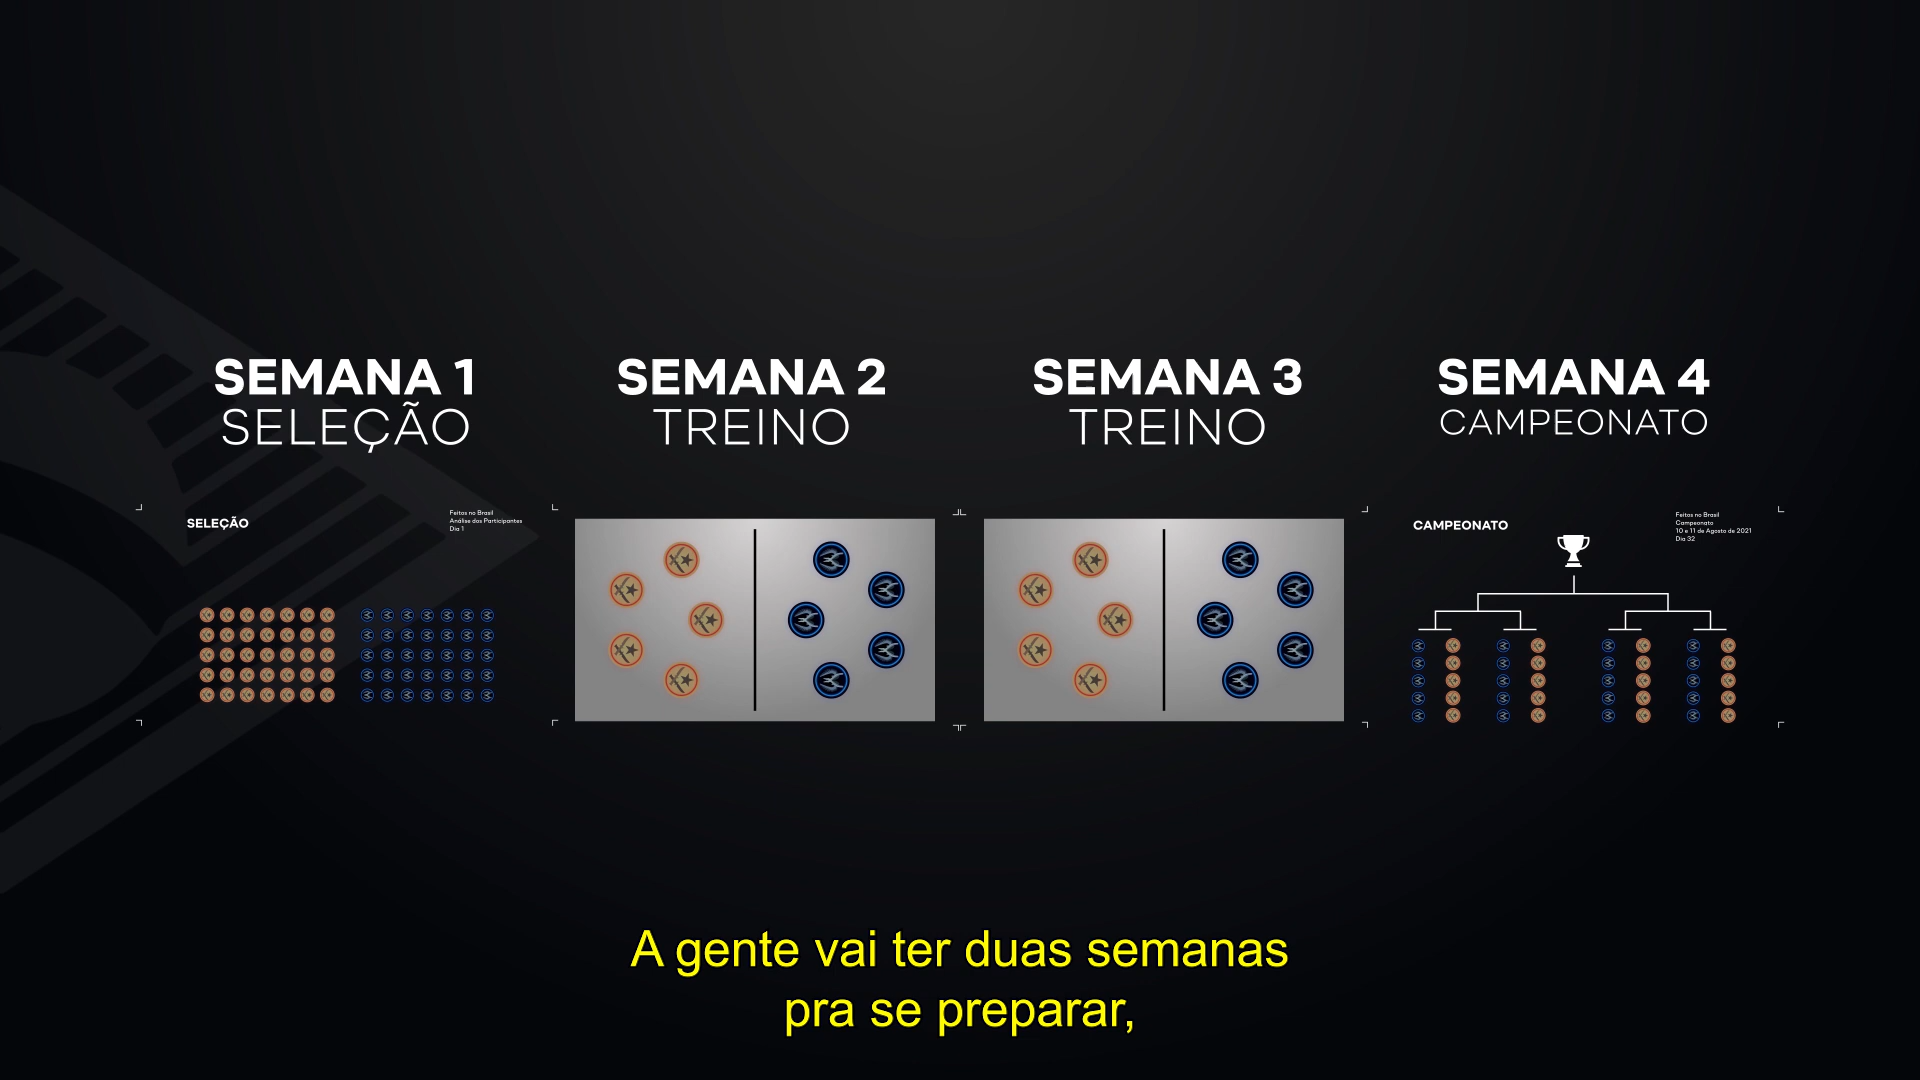 SEMANA 1
SELEÇÃO
SEMANA 2
TREINO
SEMANA 3
TREINO
SEMANA 4
CAMPEONATO
SELEÇÃO
Feitos no Brasil
Análise dos Participantes
Dia 1
CAMPEONATO
Feitos no Brasil
Campeonato
10 e 11 de Agosto de 2021
Dia 32
A gente vai ter duas semanas
pra se preparar,